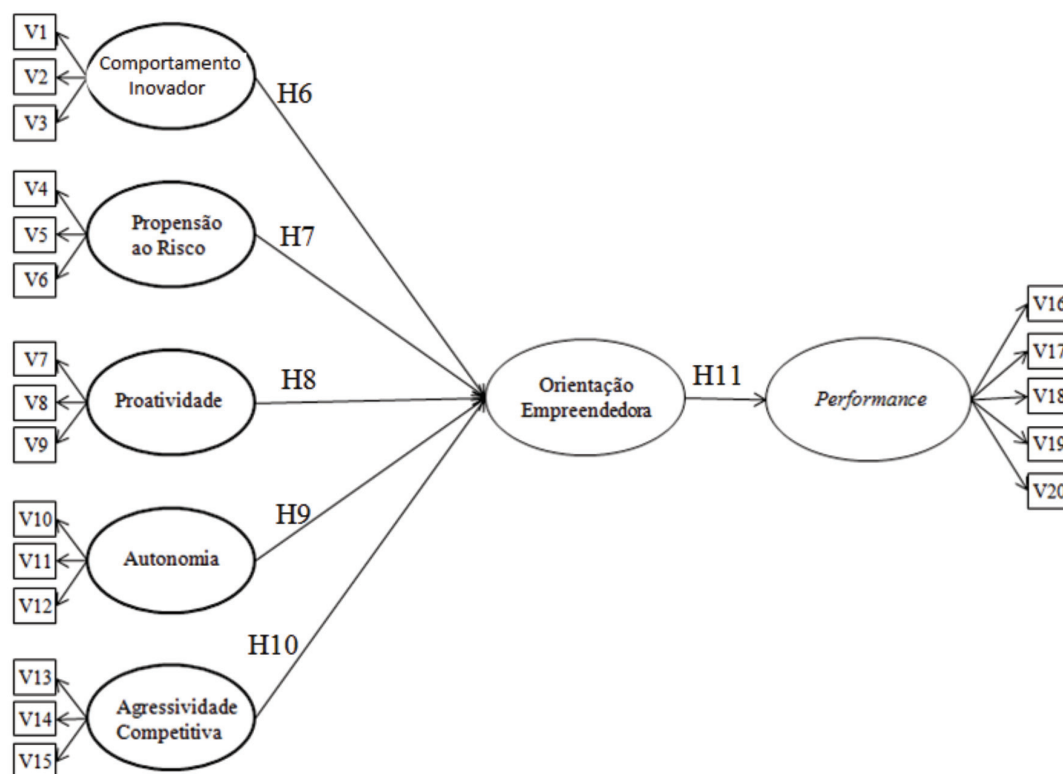 V1
V2
V3
Comportamento
Inovador
H6
V4
V5
V6
Propensão
ao Risco
H7
V7
V8
V9
Proatividade
H8
V10
V11
V12
Autonomia
H9
V13
V14
V15
Agressividade
Competitiva
H10
Orientação
Empreendedora
H11
Performance
V16
V17
V18
V19
V20